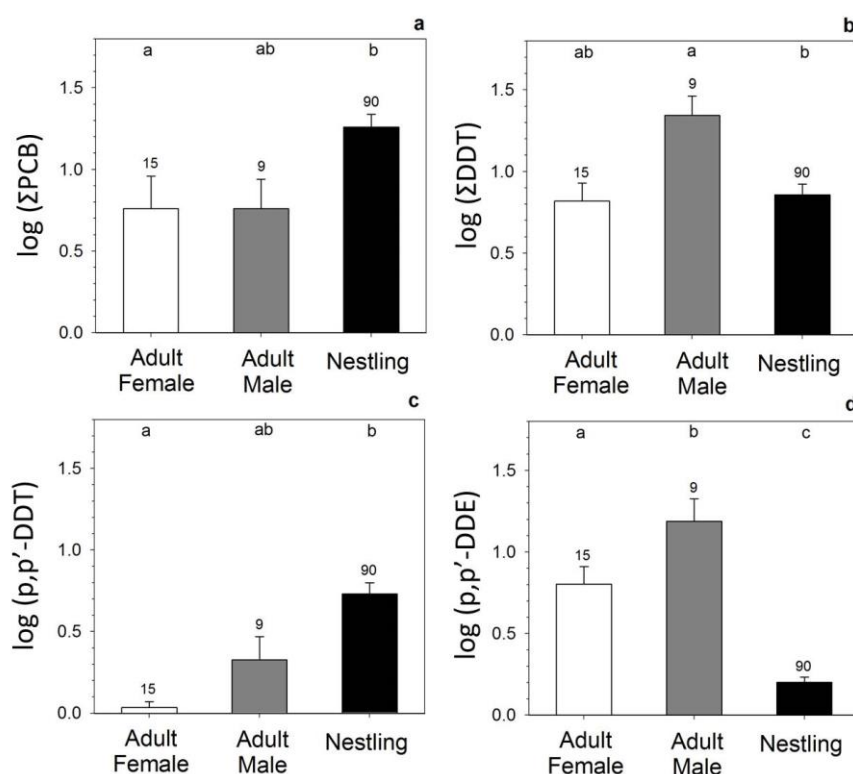 a
a ab b
1.5
1.0
0.5
0.0
log (ΣPCB)
15 9 90
Adult Female
Adult Male
Nestling
b
ab a b
1.5
1.0
0.5
0.0
log (ΣDDT)
15 9 90
Adult Female
Adult Male
Nestling
c
a ab b
1.5
1.0
0.5
0.0
log (p,p′-DDT)
15 9 90
Adult Female
Adult Male
Nestling
d
a b c
1.5
1.0
0.5
0.0
log (p,p′-DDE)
15 9 90
Adult Female
Adult Male
Nestling